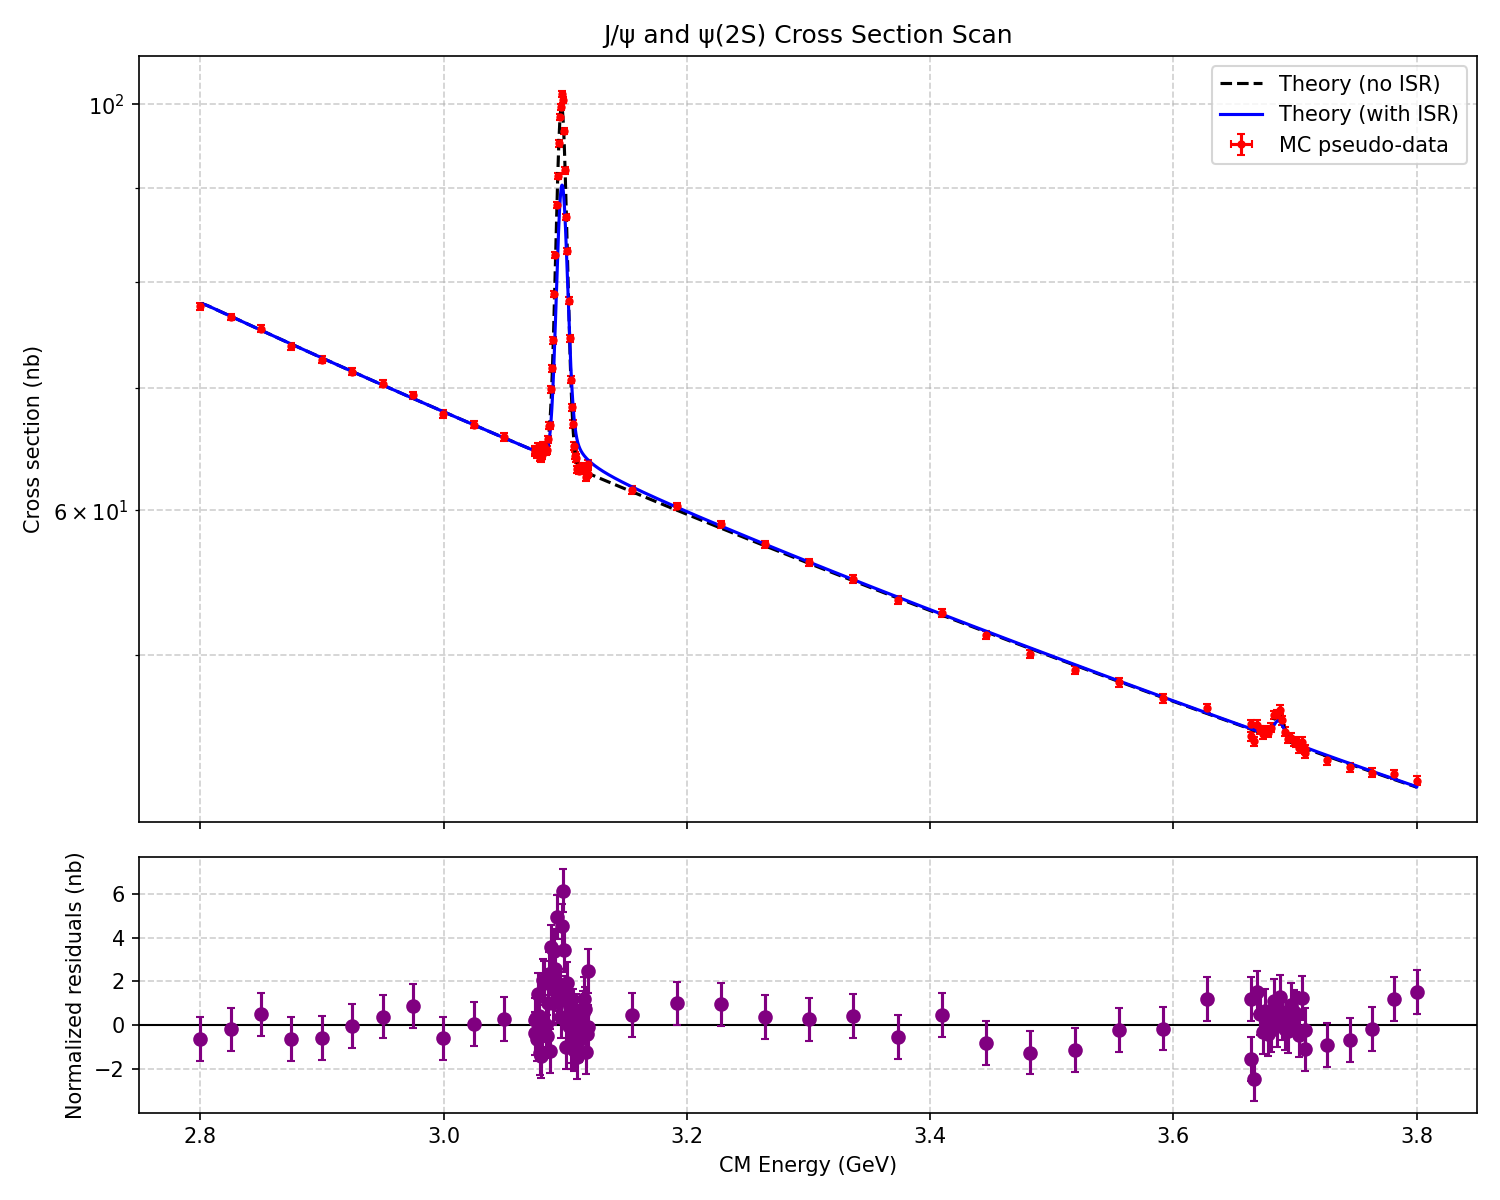 J/ψ and ψ(2S) Cross Section Scan
Cross section (nb)
10²
6 × 10¹
Theory (no ISR)
Theory (with ISR)
MC pseudo-data
Normalized residuals (nb)
6
4
2
0
−2
2.8
3.0
3.2
3.4
3.6
3.8
CM Energy (GeV)